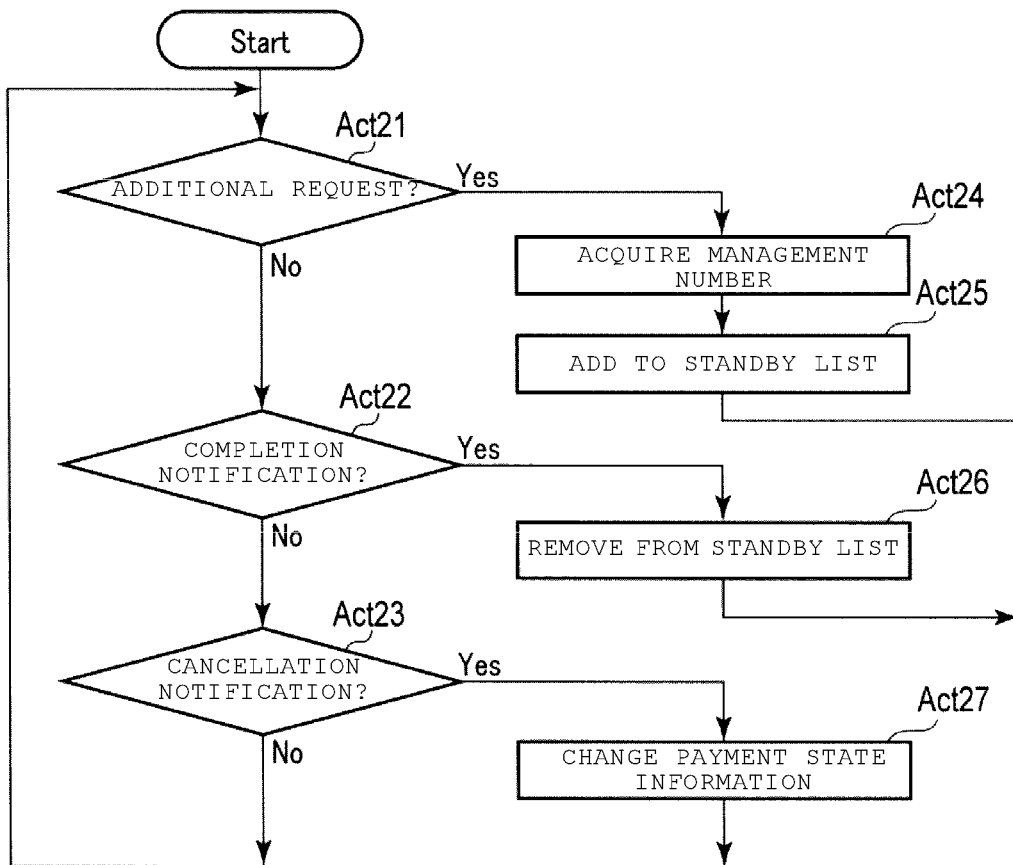 Start
Act21
ADDITIONAL REQUEST?
Yes
No
Act24
ACQUIRE MANAGEMENT
NUMBER
Act25
ADD TO STANDBY LIST
Act22
COMPLETION
NOTIFICATION?
Yes
No
Act26
REMOVE FROM STANDBY LIST
Act23
CANCELLATION
NOTIFICATION?
Yes
No
Act27
CHANGE PAYMENT STATE
INFORMATION